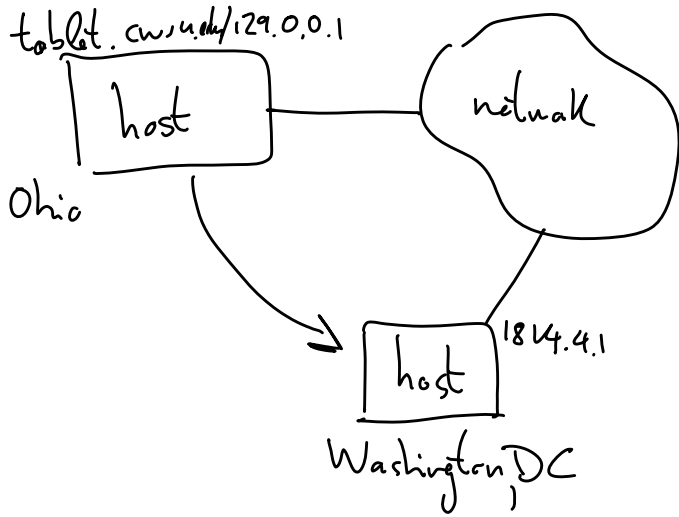 tablet.cwru.edu/129.0.0.1
host
network
Ohio
18.4.4.1
host
Washington, DC